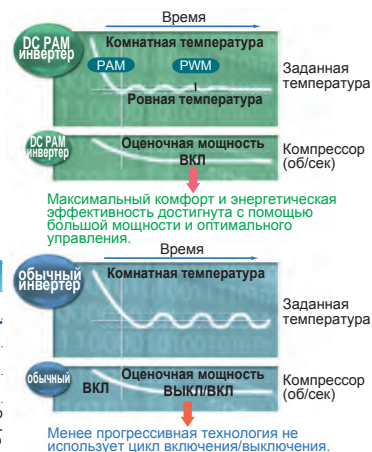 Время
DC PAM
инвертер
Комнатная температура
PAM
PWM
Ровная температура
Заданная
температура
DC PAM
инвертер
Оценочная мощность
ВКЛ
Компрессор
(об/сек)
Максимальный комфорт и энергетическая
эффективность достигнута с помощью
большой мощности и оптимального
управления.
Время
обычный
инвертер
Комнатная температура
Заданная
температура
обычный
ВКЛ
Оценочная мощность
ВЫКЛ/ВКЛ
Компрессор
(об/сек)
Менее прогрессивная технология не
использует цикл включения/выключения.